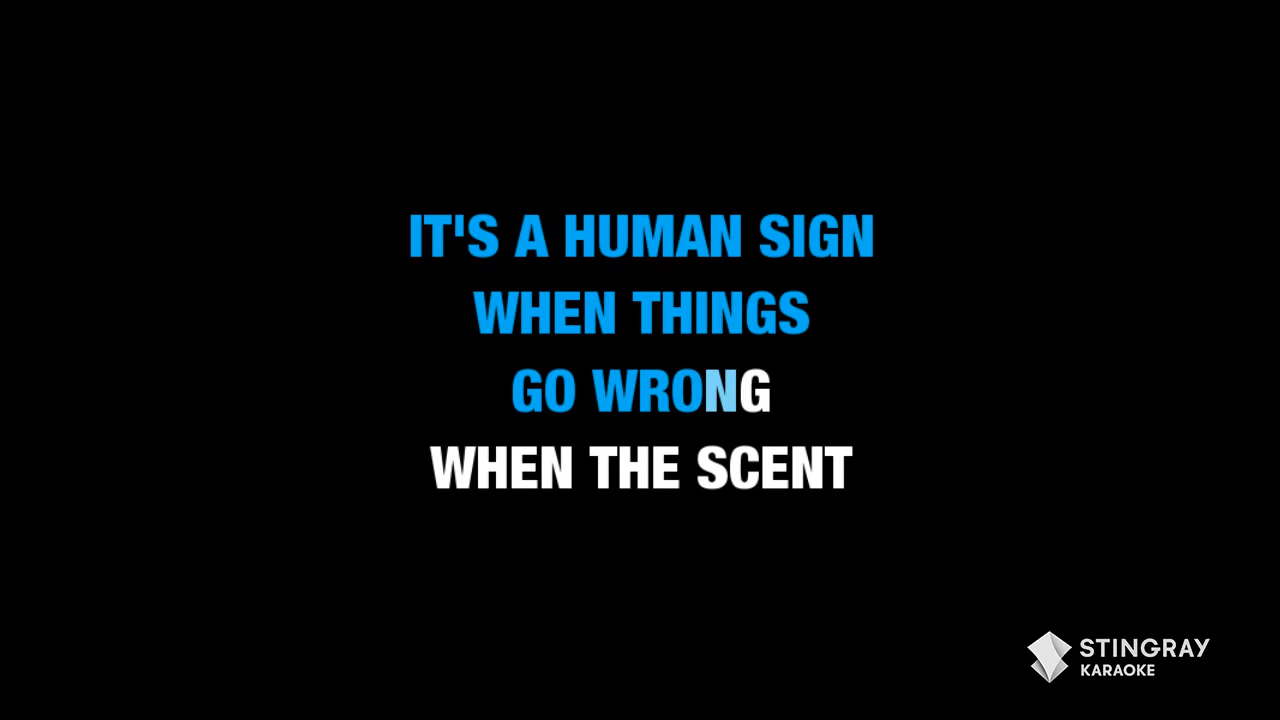 IT'S A HUMAN SIGN
WHEN THINGS
GO WRONG
WHEN THE SCENT
STINGRAY
KARAOKE